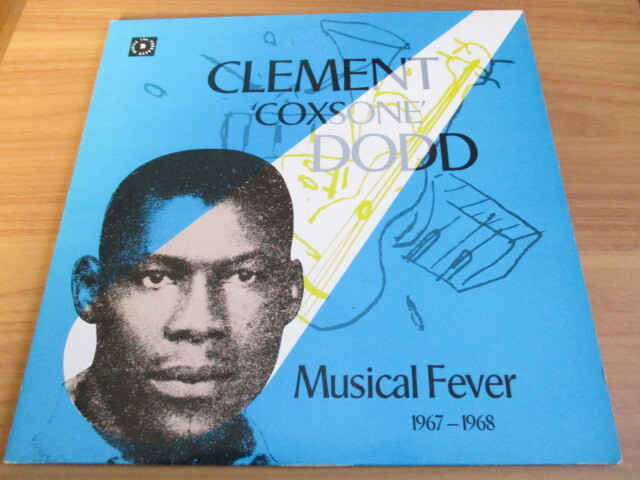 CLEMENT
'COXSONE'
DODD
Musical Fever
1967 – 1968